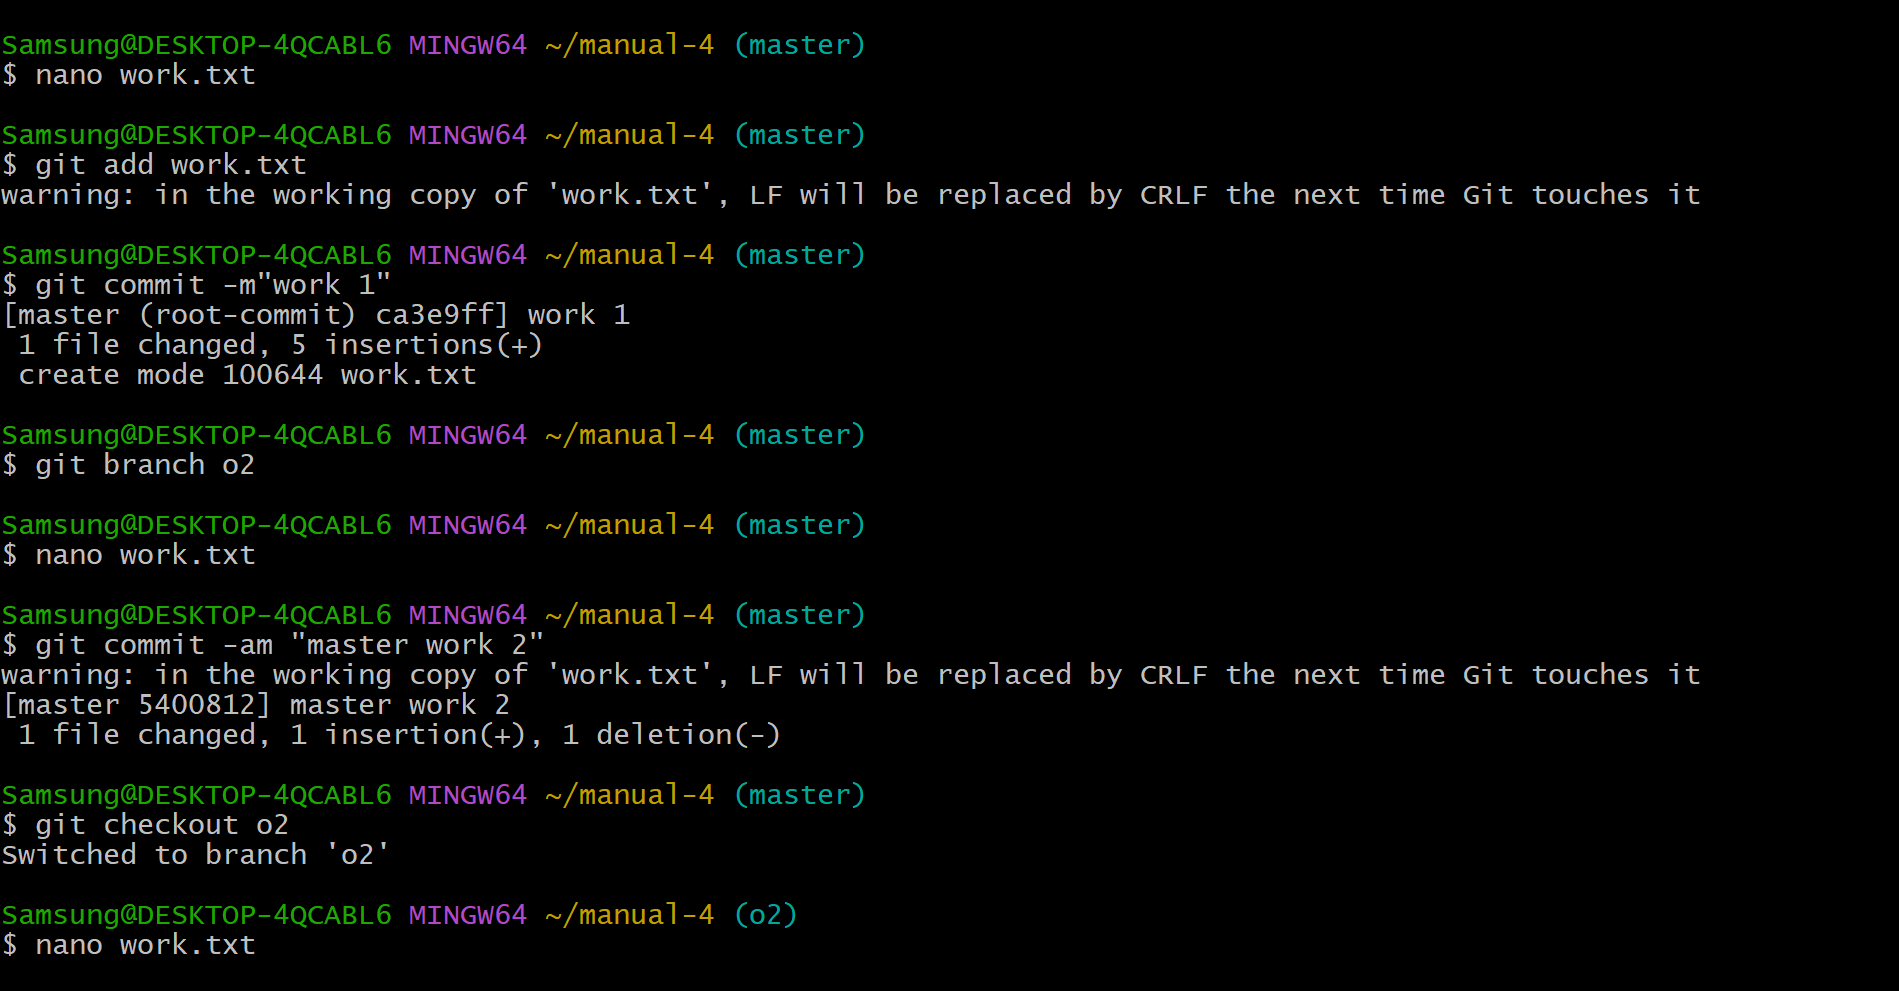 Samsung@DESKTOP-4QCABL6 MINGW64 ~/manual-4 (master)
$ nano work.txt
Samsung@DESKTOP-4QCABL6 MINGW64 ~/manual-4 (master)
$ git add work.txt
warning: in the working copy of 'work.txt', LF will be replaced by CRLF the next time Git touches it
Samsung@DESKTOP-4QCABL6 MINGW64 ~/manual-4 (master)
$ git commit -m"work 1"
[master (root-commit) ca3e9ff] work 1
 1 file changed, 5 insertions(+)
 create mode 100644 work.txt
Samsung@DESKTOP-4QCABL6 MINGW64 ~/manual-4 (master)
$ git branch o2
Samsung@DESKTOP-4QCABL6 MINGW64 ~/manual-4 (master)
$ nano work.txt
Samsung@DESKTOP-4QCABL6 MINGW64 ~/manual-4 (master)
$ git commit -am "master work 2"
warning: in the working copy of 'work.txt', LF will be replaced by CRLF the next time Git touches it
[master 5400812] master work 2
 1 file changed, 1 insertion(+), 1 deletion(-)
Samsung@DESKTOP-4QCABL6 MINGW64 ~/manual-4 (master)
$ git checkout o2
Switched to branch 'o2'
Samsung@DESKTOP-4QCABL6 MINGW64 ~/manual-4 (o2)
$ nano work.txt